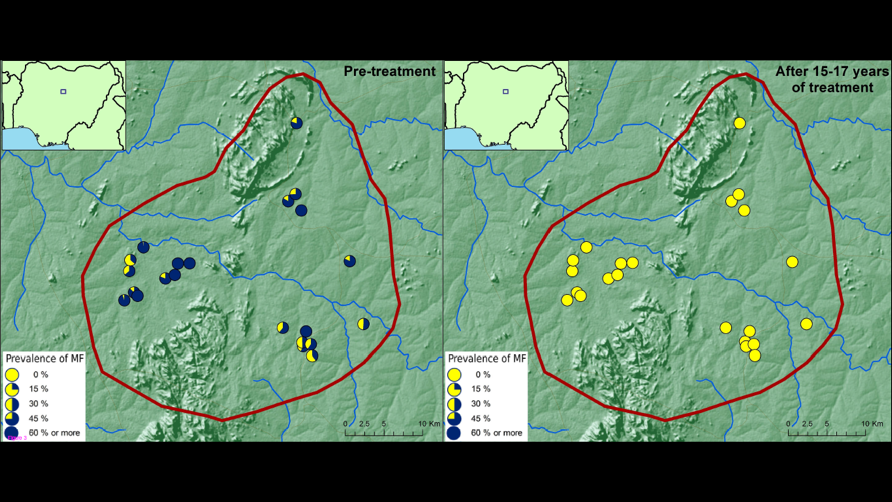 Pre-treatment
Prevalence of MF
0 %
15 %
30 %
45 %
60 % or more
0 2.5 5 10 Km
After 15-17 years
of treatment
Prevalence of MF
0 %
15 %
30 %
45 %
60 % or more
0 2.5 5 10 Km